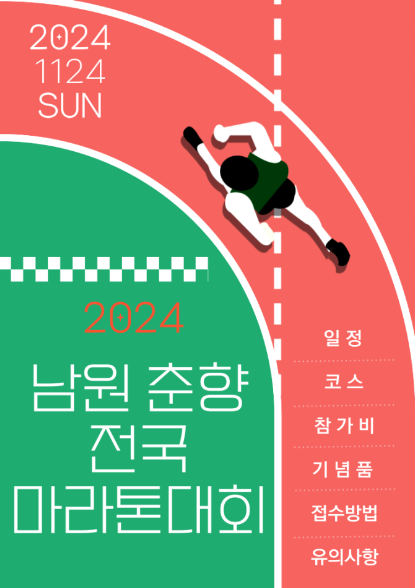 2024
1124
SUN
2024
남원 춘향
전국
마라톤대회
일 정
코 스
참 가 비
기 념 품
접수방법
유의사항